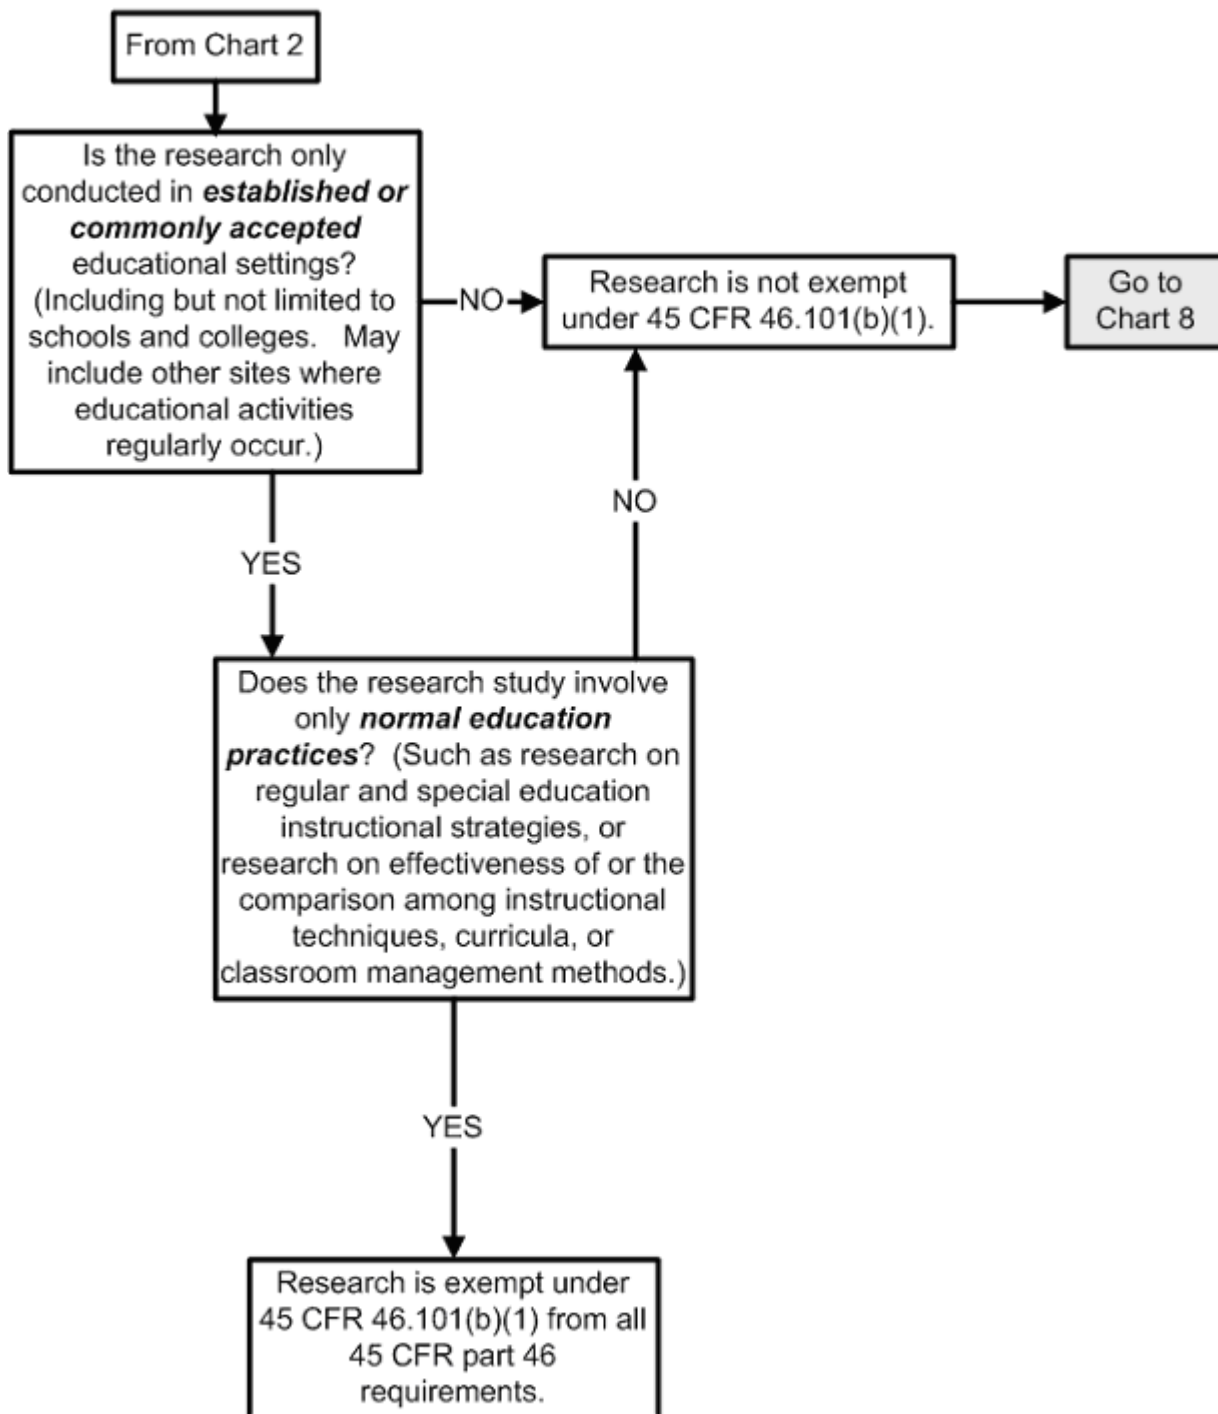 From Chart 2
Is the research only
conducted in established or
commonly accepted
educational settings?
(Including but not limited to
schools and colleges.   May
include other sites where
educational activities
regularly occur.)
NO
Research is not exempt
under 45 CFR 46.101(b)(1).
Go to
Chart 8
NO
YES
Does the research study involve
only normal education
practices?  (Such as research on
regular and special education
instructional strategies, or
research on effectiveness of or the
comparison among instructional
techniques, curricula, or
classroom management methods.)
YES
Research is exempt under
45 CFR 46.101(b)(1) from all
45 CFR part 46
requirements.